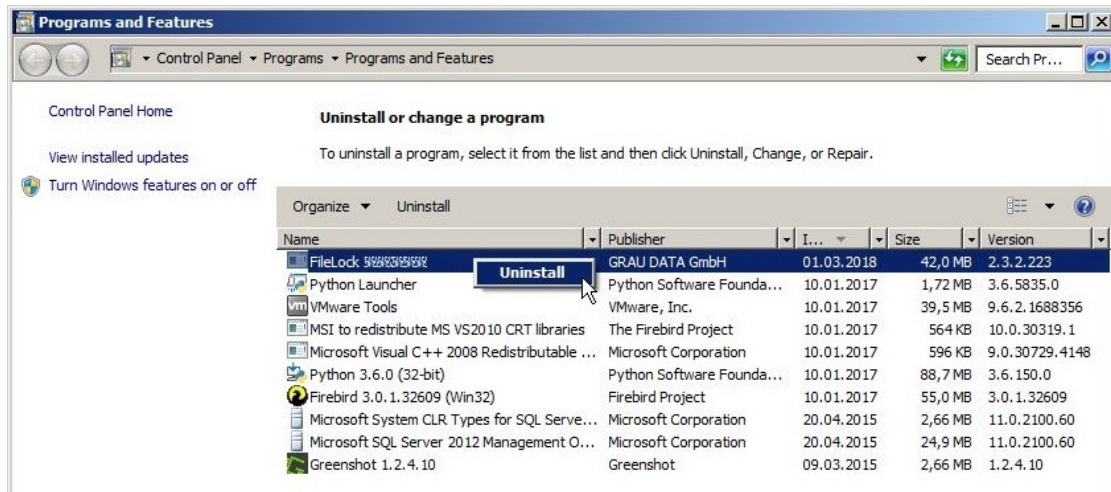 Programs and Features
Control Panel Programs Programs and Features Search Pr...
Control Panel Home
Uninstall or change a program
View installed updates
To uninstall a program, select it from the list and then click Uninstall, Change, or Repair.
Turn Windows features on or off
Organize Uninstall
Name Publisher I... Size Version
FileLock GRAU DATA GmbH 01.03.2018 42,0 MB 2.3.2.223
Uninstall
Python Launcher Python Software Founda... 10.01.2017 1,72 MB 3.6.5835.0
vm VMware Tools VMware, Inc. 10.01.2017 39,5 MB 9.6.2.1688356
MSI to redistribute MS VS2010 CRT libraries The Firebird Project 10.01.2017 564 KB 10.0.30319.1
Microsoft Visual C++ 2008 Redistributable ... Microsoft Corporation 10.01.2017 596 KB 9.0.30729.4148
Python 3.6.0 (32-bit) Python Software Founda... 10.01.2017 88,7 MB 3.6.150.0
Firebird 3.0.1.32609 (Win32) Firebird Project 10.01.2017 55,0 MB 3.0.1.32609
Microsoft System CLR Types for SQL Serve... Microsoft Corporation 20.04.2015 2,66 MB 11.0.2100.60
Microsoft SQL Server 2012 Management O... Microsoft Corporation 20.04.2015 24,9 MB 11.0.2100.60
Greenshot 1.2.4.10 Greenshot 09.03.2015 2,66 MB 1.2.4.10